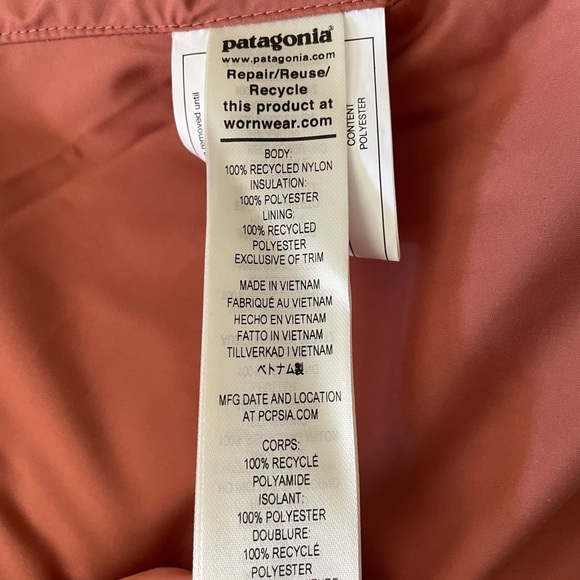 patagonia®
www.patagonia.com
Repair/Reuse/
Recycle
this product at
wornwear.com
BODY:
100% RECYCLED NYLON
INSULATION:
100% POLYESTER
LINING:
100% RECYCLED
POLYESTER
EXCLUSIVE OF TRIM
MADE IN VIETNAM
FABRIQUÉ AU VIETNAM
HECHO EN VIETNAM
FATTO IN VIETNAM
TILLVERKAD I VIETNAM
ベトナム製
MFG DATE AND LOCATION
AT PCPSIA.COM
CORPS:
100% RECYCLÉ
POLYAMIDE
ISOLANT:
100% POLYESTER
DOUBLURE:
100% RECYCLÉ
POLYESTER
removed until
CONTENT
POLYESTER